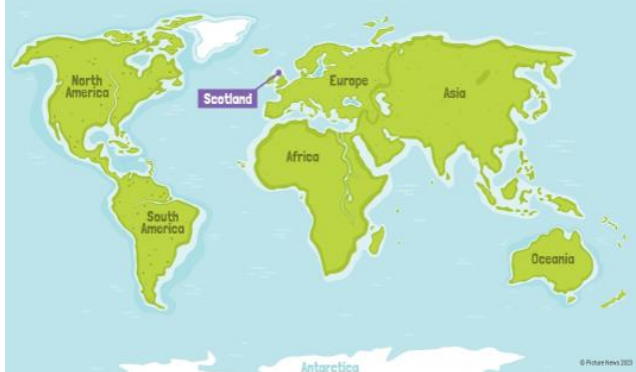 North
America
Scotland
Europe
Asia
Africa
South
America
Oceania
Antarctica
© Picture News 2023